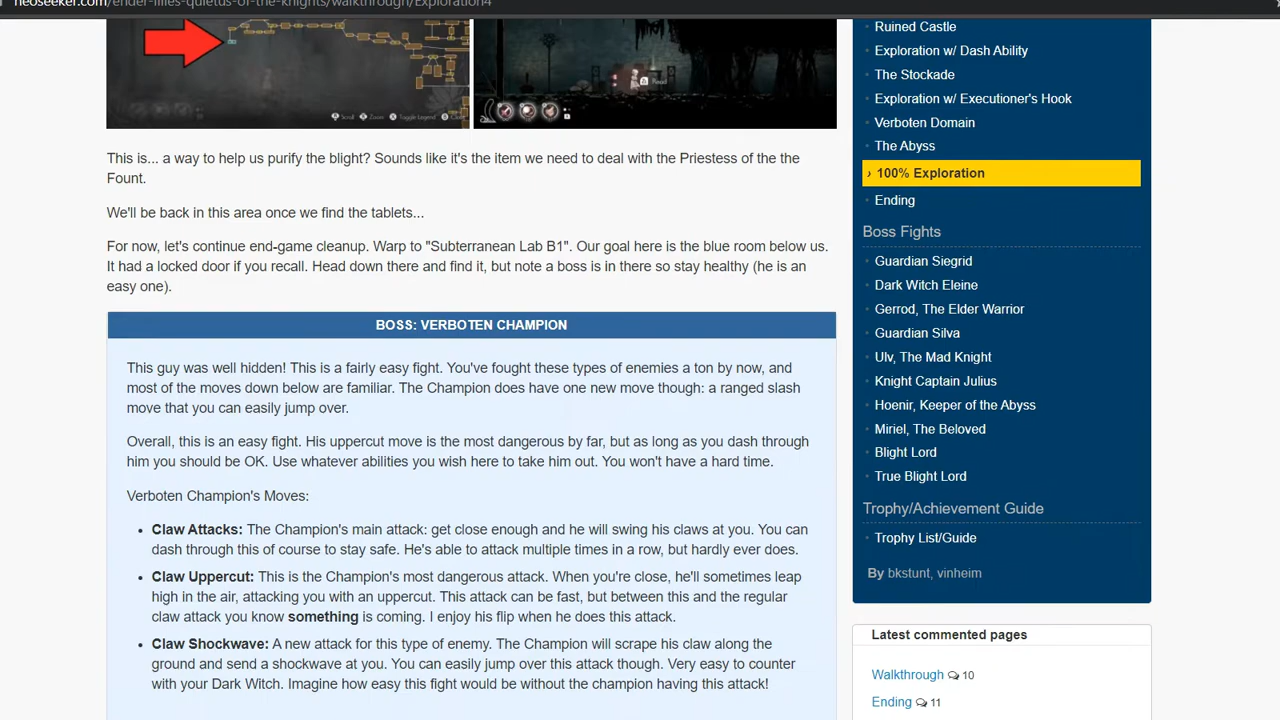 neoseeker.com/ender-lilies-quietus-of-the-knights/walkthrough/Exploration4
Read
Scroll Zoom Toggle Legend Close
This is... a way to help us purify the blight? Sounds like it's the item we need to deal with the Priestess of the the
Fount.
We'll be back in this area once we find the tablets...
For now, let's continue end-game cleanup. Warp to "Subterranean Lab B1". Our goal here is the blue room below us.
It had a locked door if you recall. Head down there and find it, but note a boss is in there so stay healthy (he is an
easy one).
BOSS: VERBOTEN CHAMPION
This guy was well hidden! This is a fairly easy fight. You've fought these types of enemies a ton by now, and
most of the moves down below are familiar. The Champion does have one new move though: a ranged slash
move that you can easily jump over.
Overall, this is an easy fight. His uppercut move is the most dangerous by far, but as long as you dash through
him you should be OK. Use whatever abilities you wish here to take him out. You won't have a hard time.
Verboten Champion's Moves:
• Claw Attacks: The Champion's main attack: get close enough and he will swing his claws at you. You can
dash through this of course to stay safe. He's able to attack multiple times in a row, but hardly ever does.
• Claw Uppercut: This is the Champion's most dangerous attack. When you're close, he'll sometimes leap
high in the air, attacking you with an uppercut. This attack can be fast, but between this and the regular
claw attack you know something is coming. I enjoy his flip when he does this attack.
• Claw Shockwave: A new attack for this type of enemy. The Champion will scrape his claw along the
ground and send a shockwave at you. You can easily jump over this attack though. Very easy to counter
with your Dark Witch. Imagine how easy this fight would be without the champion having this attack!
Ruined Castle
Exploration w/ Dash Ability
The Stockade
Exploration w/ Executioner's Hook
Verboten Domain
The Abyss
› 100% Exploration
Ending
Boss Fights
Guardian Siegrid
Dark Witch Eleine
Gerrod, The Elder Warrior
Guardian Silva
Ulv, The Mad Knight
Knight Captain Julius
Hoenir, Keeper of the Abyss
Miriel, The Beloved
Blight Lord
True Blight Lord
Trophy/Achievement Guide
Trophy List/Guide
By bkstunt, vinheim
Latest commented pages
Walkthrough 10
Ending 11